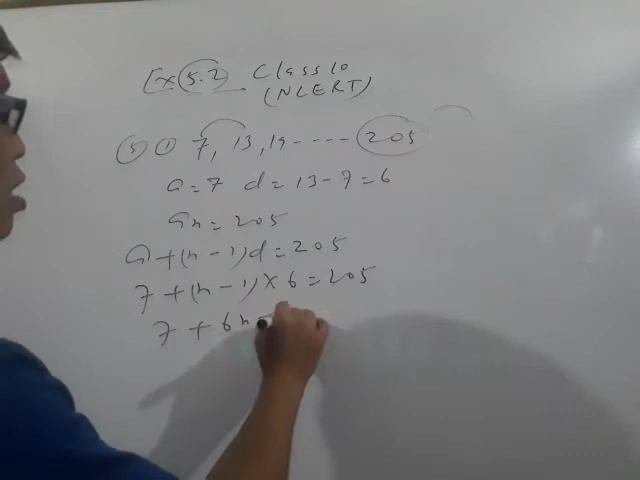 Ex 5.2 Class 10
(NCERT)
(5) (1) 7, 13, 19 ---- 205
a = 7 d = 13 - 7 = 6
an = 205
a + (n - 1)d = 205
7 + (n - 1) × 6 = 205
7 + 6n